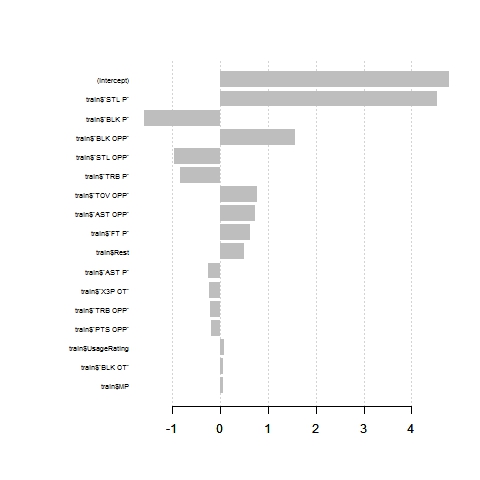 (Intercept)
train$`STL P`
train$`BLK P`
train$`BLK OPP`
train$`STL OPP`
train$`TRB P`
train$`TOV OPP`
train$`AST OPP`
train$`FT P`
train$Rest
train$`AST P`
train$`X3P OT`
train$`TRB OPP`
train$`PTS OPP`
train$UsageRating
train$`BLK OT`
train$MP
-1 0 1 2 3 4